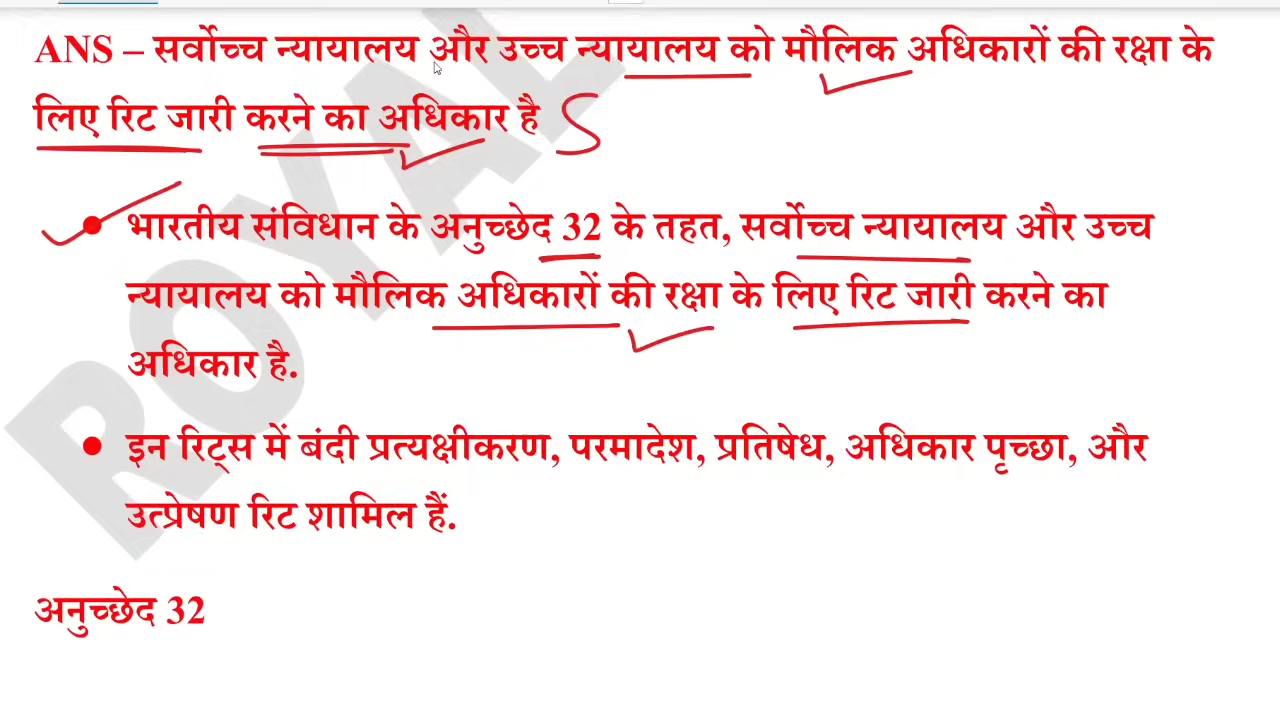 ANS – सर्वोच्च न्यायालय और उच्च न्यायालय को मौलिक अधिकारों की रक्षा के
लिए रिट जारी करने का अधिकार है S
भारतीय संविधान के अनुच्छेद 32 के तहत, सर्वोच्च न्यायालय और उच्च
न्यायालय को मौलिक अधिकारों की रक्षा के लिए रिट जारी करने का
अधिकार है.
इन रिट्स में बंदी प्रत्यक्षीकरण, परमादेश, प्रतिषेध, अधिकार पृच्छा, और
उत्प्रेषण रिट शामिल हैं.
अनुच्छेद 32
ROYAL